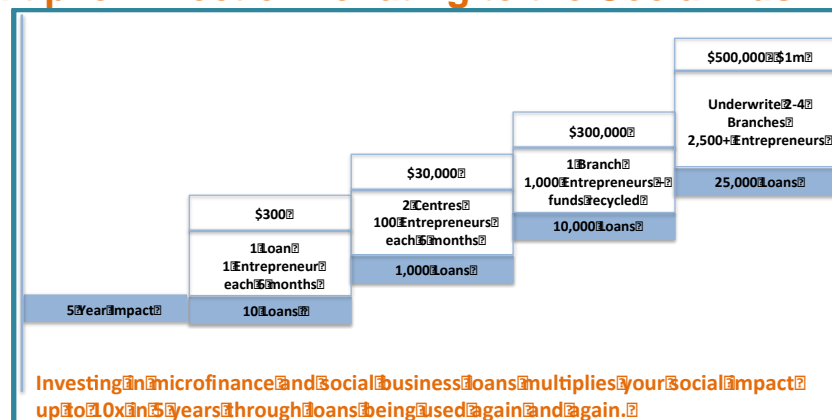 $500,000 - $1m
Underwrite 2-4
Branches
2,500+ Entrepreneurs
25,000 Loans
$300,000
1 Branch
1,000 Entrepreneurs –
funds recycled
10,000 Loans
$30,000
2 Centres
100 Entrepreneurs
each 6 months
1,000 Loans
$300
1 Loan
1 Entrepreneur
each 6 months
10 Loans
5 Year Impact
Investing in microfinance and social business loans multiplies your social impact
up to 10x in 5 years through loans being used again and again.